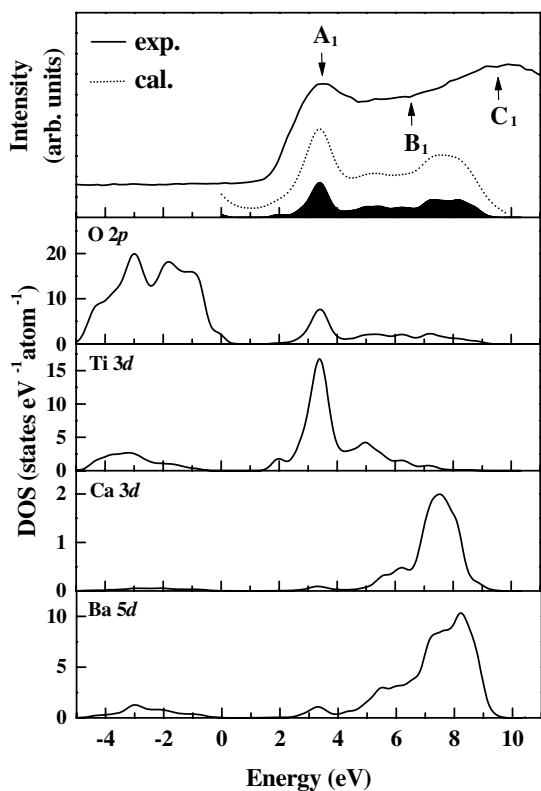 exp.
cal.
A₁
B₁
C₁
Intensity
(arb. units)
O 2p
20
10
0
Ti 3d
15
10
5
0
Ca 3d
2
1
0
Ba 5d
10
5
0
DOS (states eV⁻¹atom⁻¹)
-4 -2 0 2 4 6 8 10
Energy (eV)